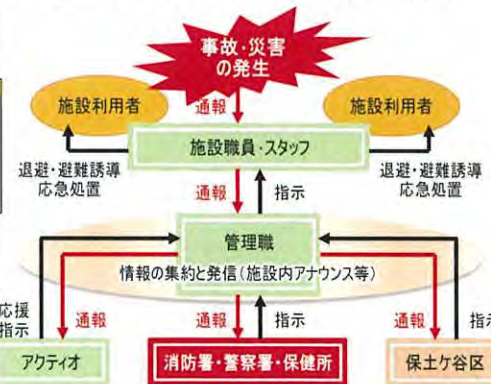 事故・災害
の発生
通報
施設利用者
施設利用者
施設職員・スタッフ
退避・避難誘導
応急処置
通報
指示
退避・避難誘導
応急処置
管理職
情報の集約と発信(施設内アナウンス等)
応援
指示
通報
通報
指示
通報
指示
アクティオ
消防署・警察署・保健所
保土ケ谷区